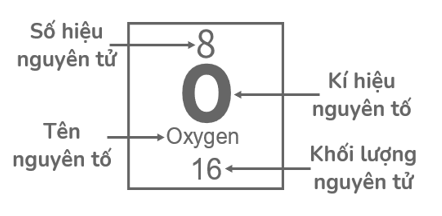 Số hiệu
nguyên tử
8
O
Kí hiệu
nguyên tố
Tên
nguyên tố
Oxygen
16
Khối lượng
nguyên tử